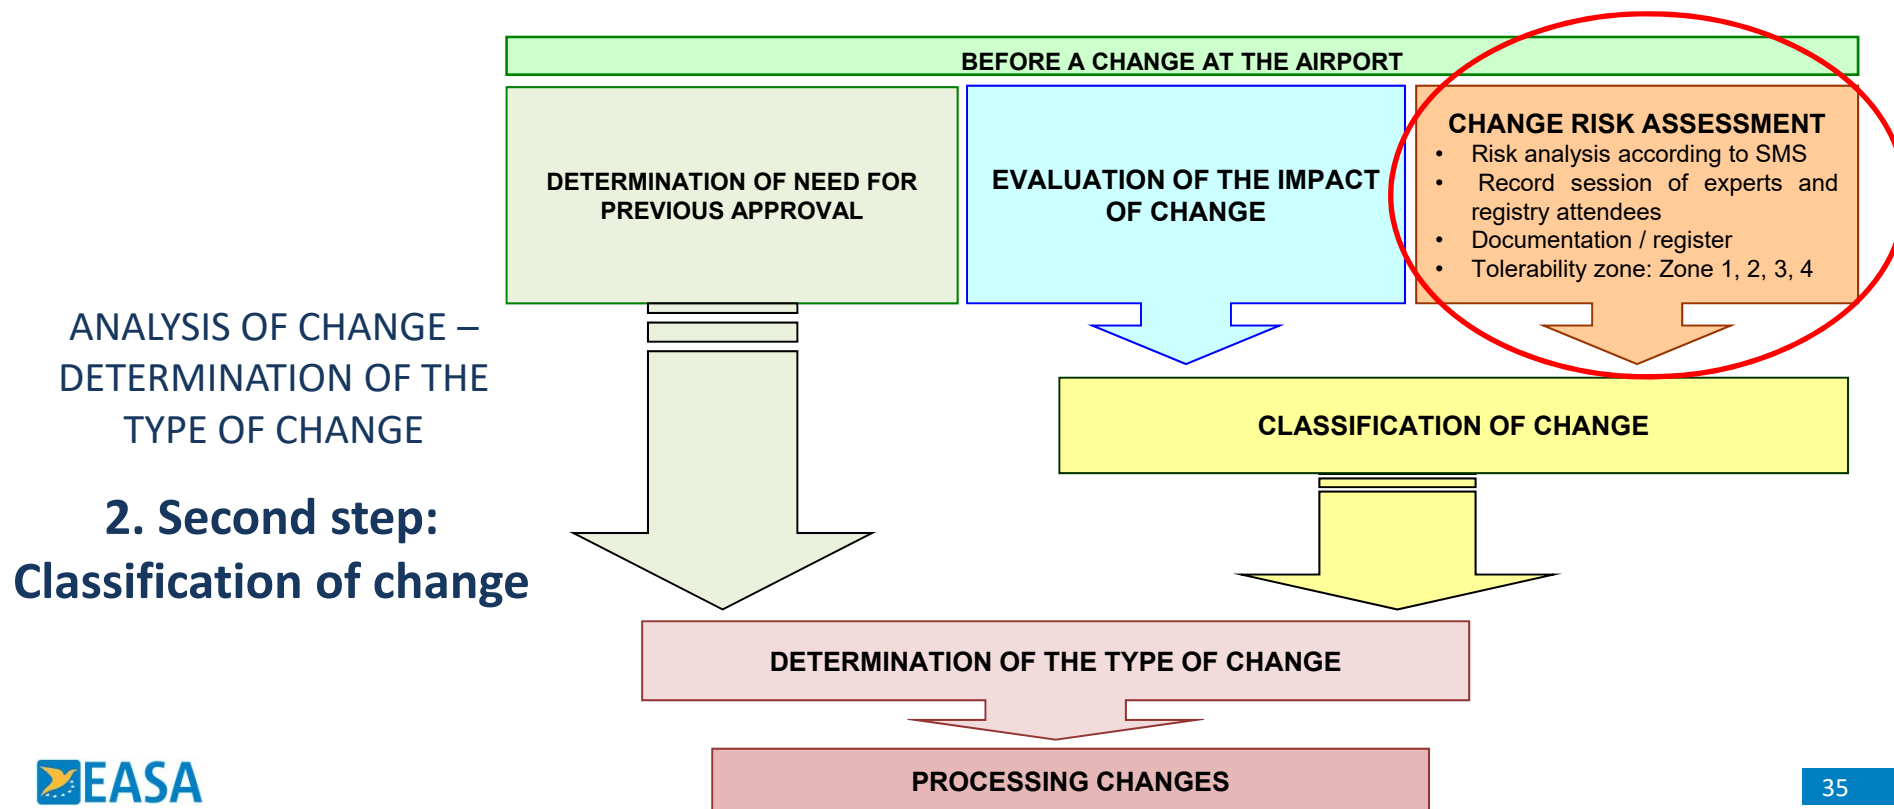 BEFORE A CHANGE AT THE AIRPORT
DETERMINATION OF NEED FOR
PREVIOUS APPROVAL
EVALUATION OF THE IMPACT
OF CHANGE
CHANGE RISK ASSESSMENT
• Risk analysis according to SMS
• Record session of experts and
registry attendees
• Documentation / register
• Tolerability zone: Zone 1, 2, 3, 4
ANALYSIS OF CHANGE –
DETERMINATION OF THE
TYPE OF CHANGE
2. Second step:
Classification of change
CLASSIFICATION OF CHANGE
DETERMINATION OF THE TYPE OF CHANGE
PROCESSING CHANGES
EASA
35